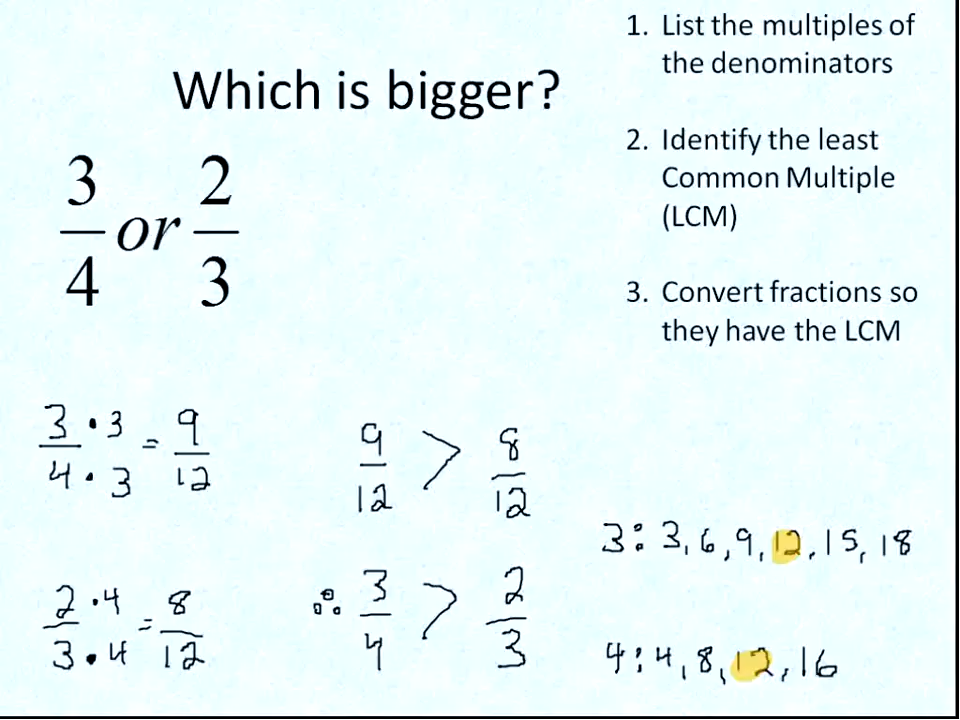 Which is bigger?
3/4 or 2/3
1. List the multiples of
the denominators
2. Identify the least
Common Multiple
(LCM)
3. Convert fractions so
they have the LCM
3 · 3 / 4 · 3 = 9/12
2 · 4 / 3 · 4 = 8/12
9/12 > 8/12
∴ 3/4 > 2/3
3: 3, 6, 9, 12, 15, 18
4: 4, 8, 12, 16